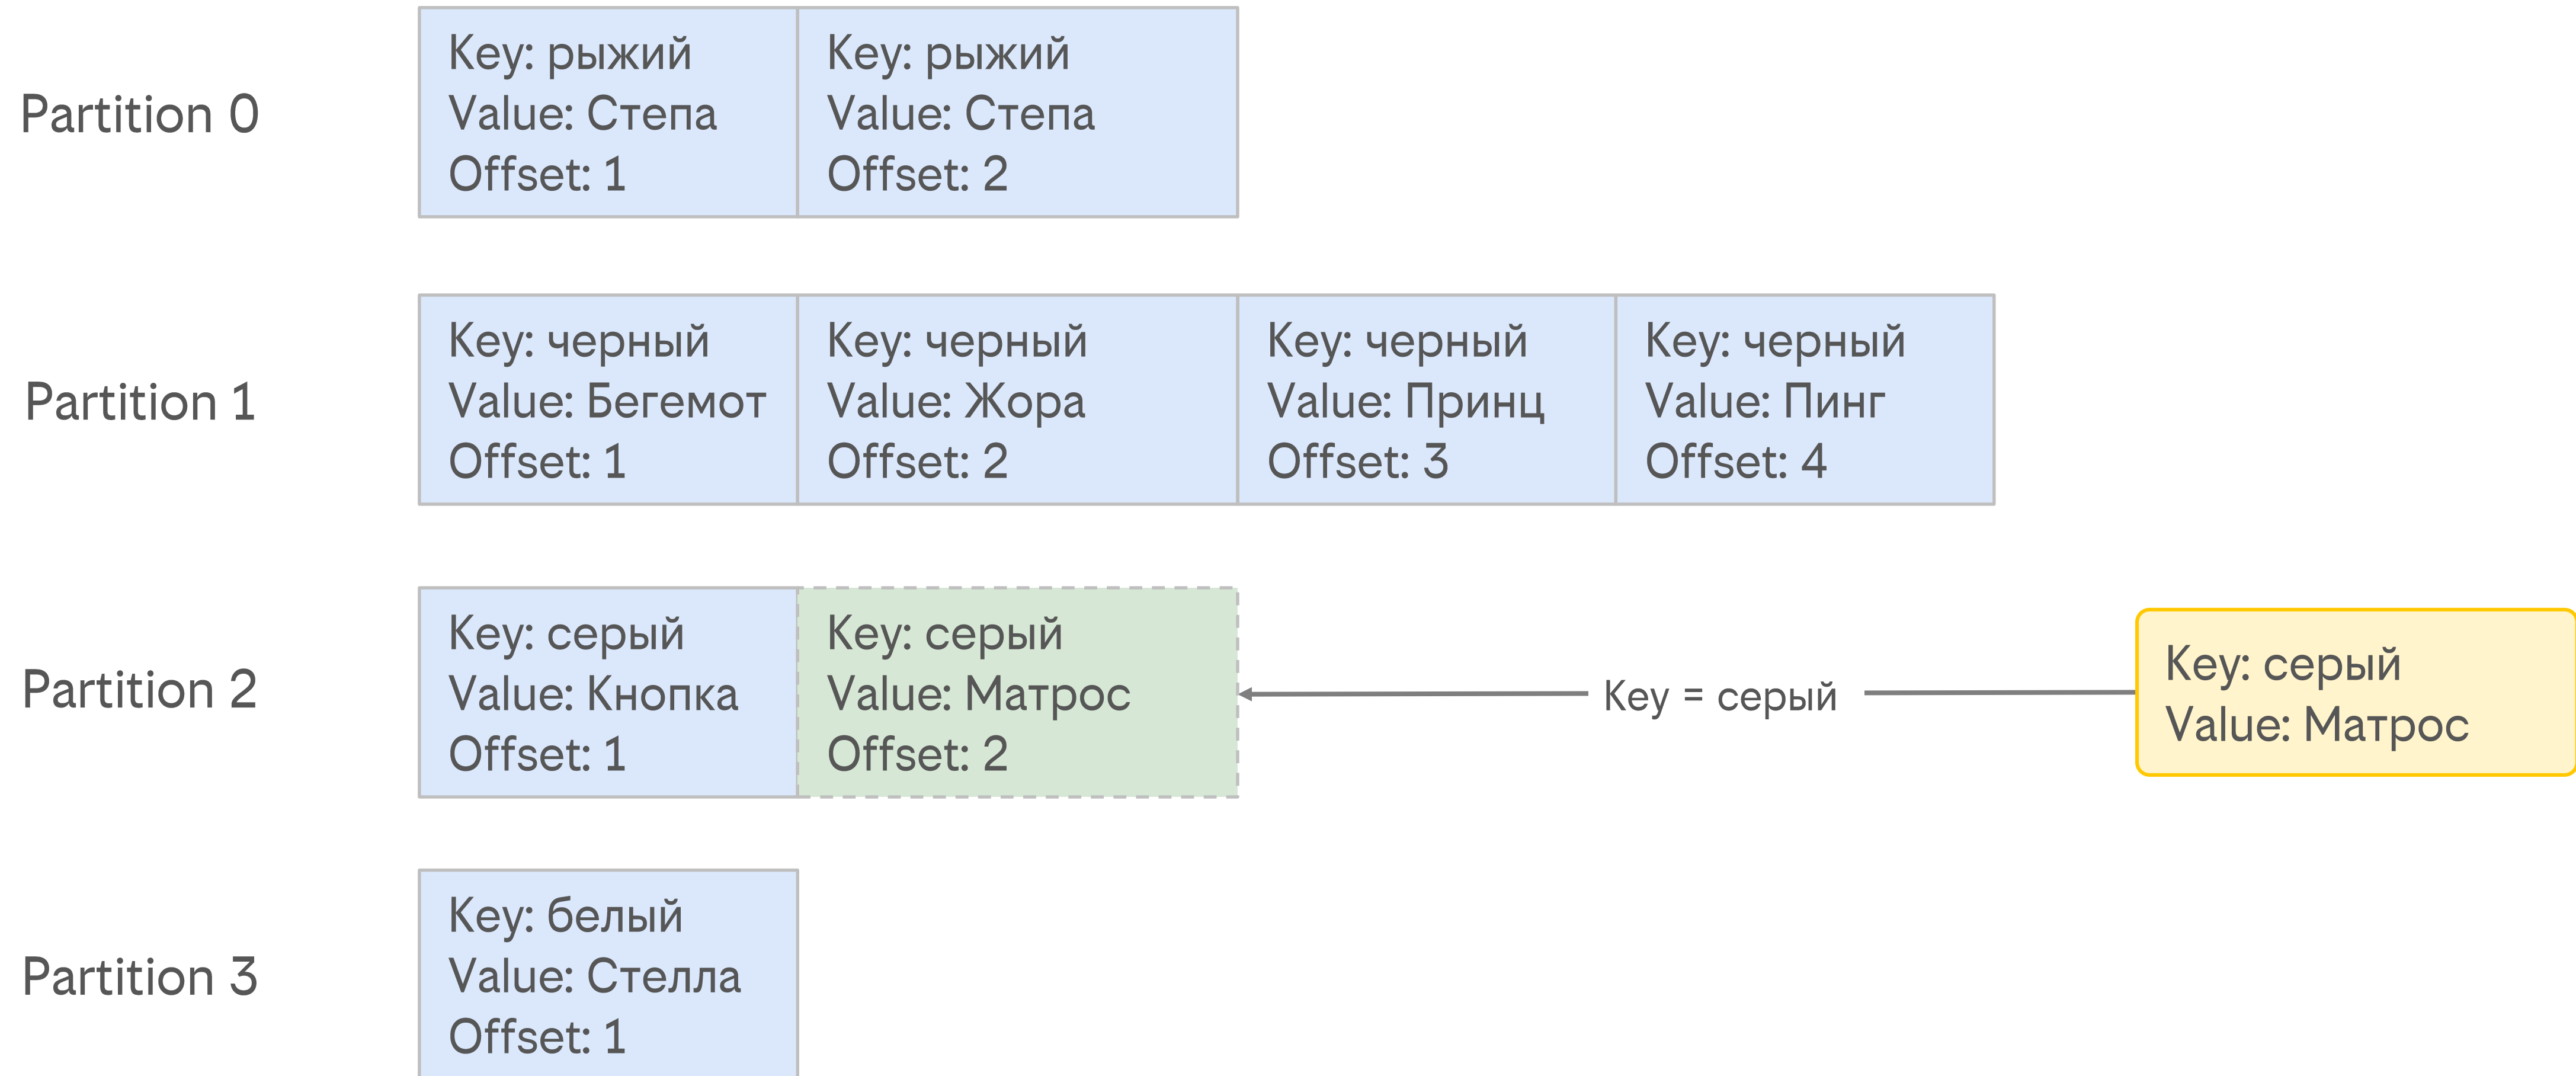 Partition 0
Key: рыжий
Value: Степа
Offset: 1
Key: рыжий
Value: Степа
Offset: 2
Partition 1
Key: черный
Value: Бегемот
Offset: 1
Key: черный
Value: Жора
Offset: 2
Key: черный
Value: Принц
Offset: 3
Key: черный
Value: Пинг
Offset: 4
Partition 2
Key: серый
Value: Кнопка
Offset: 1
Key: серый
Value: Матрос
Offset: 2
Key = серый
Key: серый
Value: Матрос
Partition 3
Key: белый
Value: Стелла
Offset: 1